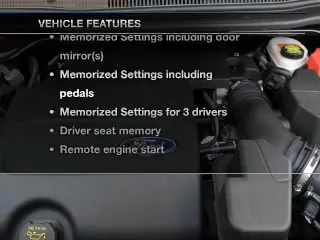 VEHICLE FEATURES
• Memorized Settings including door
mirror(s)
• Memorized Settings including
pedals
• Memorized Settings for 3 drivers
• Driver seat memory
• Remote engine start